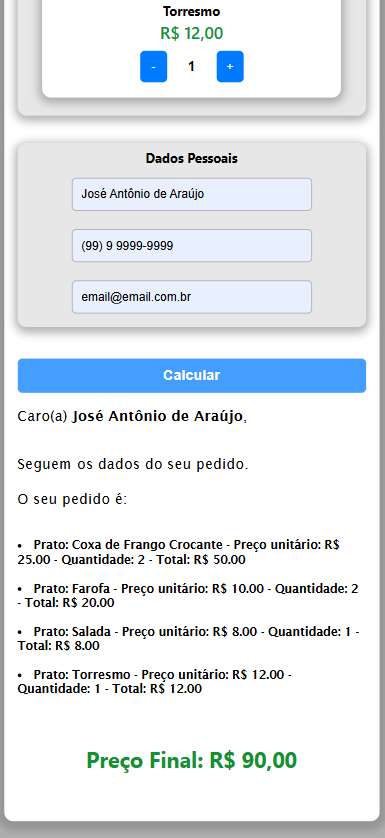 Torresmo
R$ 12,00
- 1 +
Dados Pessoais
José Antônio de Araújo
(99) 9 9999-9999
email@email.com.br
Calcular
Caro(a) José Antônio de Araújo,
Seguem os dados do seu pedido.
O seu pedido é:
• Prato: Coxa de Frango Crocante - Preço unitário: R$
25.00 - Quantidade: 2 - Total: R$ 50.00
• Prato: Farofa - Preço unitário: R$ 10.00 - Quantidade: 2
- Total: R$ 20.00
• Prato: Salada - Preço unitário: R$ 8.00 - Quantidade: 1 -
Total: R$ 8.00
• Prato: Torresmo - Preço unitário: R$ 12.00 -
Quantidade: 1 - Total: R$ 12.00
Preço Final: R$ 90,00